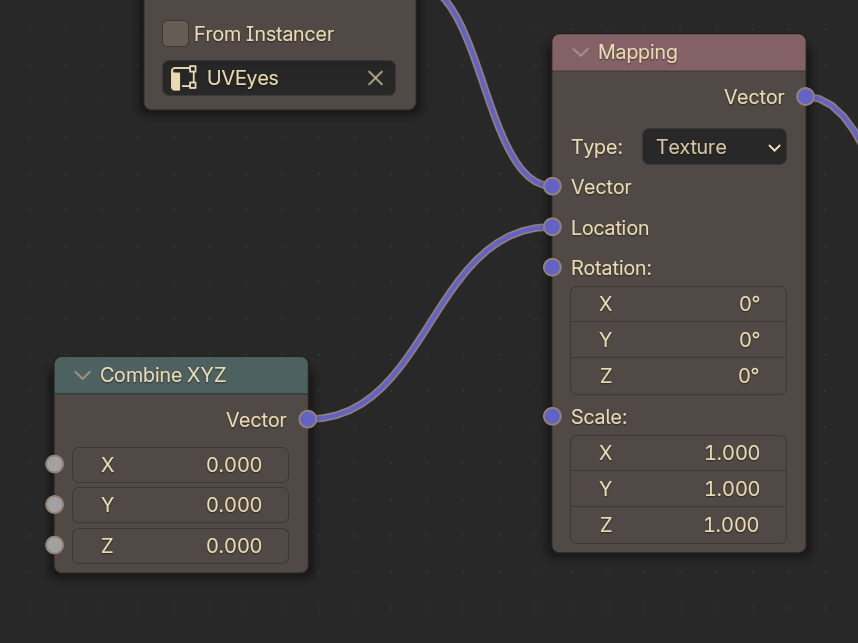 From Instancer
UVEyes
Mapping
Vector
Type: Texture
Vector
Location
Rotation:
X 0°
Y 0°
Z 0°
Scale:
X 1.000
Y 1.000
Z 1.000
Combine XYZ
Vector
X 0.000
Y 0.000
Z 0.000